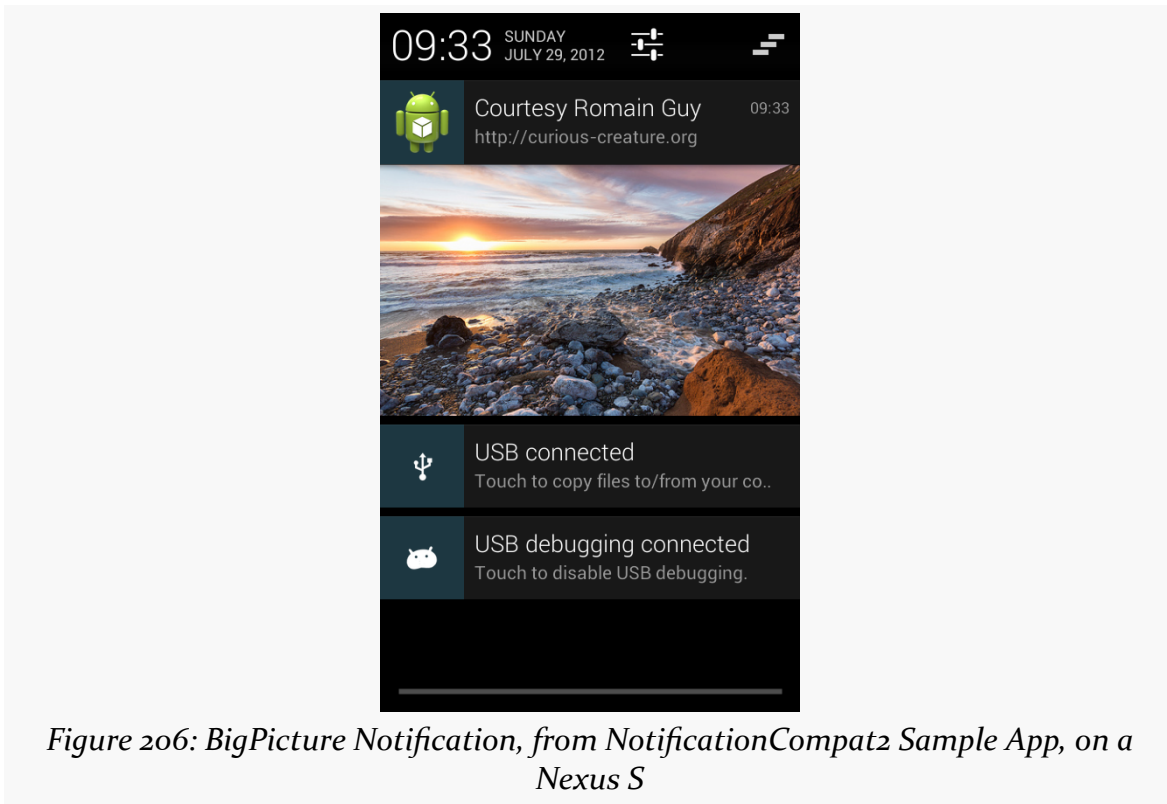 09:33 SUNDAY
JULY 29, 2012
Courtesy Romain Guy 09:33
http://curious-creature.org
USB connected
Touch to copy files to/from your co..
USB debugging connected
Touch to disable USB debugging.
Figure 206: BigPicture Notification, from NotificationCompat2 Sample App, on a
Nexus S